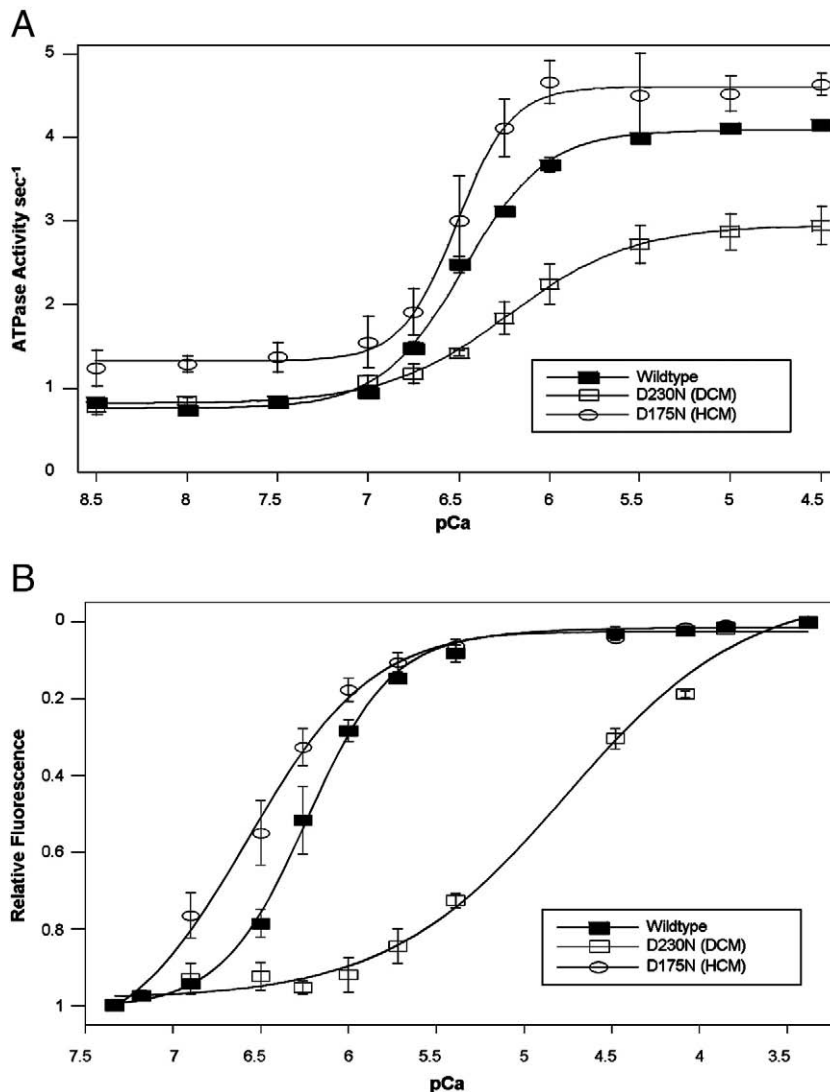 A
5
4
3
2
1
0
ATPase Activity sec-1
8.5 8 7.5 7 6.5 6 5.5 5 4.5
pCa
Wildtype
D230N (DCM)
D175N (HCM)
B
0
0.2
0.4
0.6
0.8
1
Relative Fluorescence
7.5 7 6.5 6 5.5 5 4.5 4 3.5
pCa
Wildtype
D230N (DCM)
D175N (HCM)